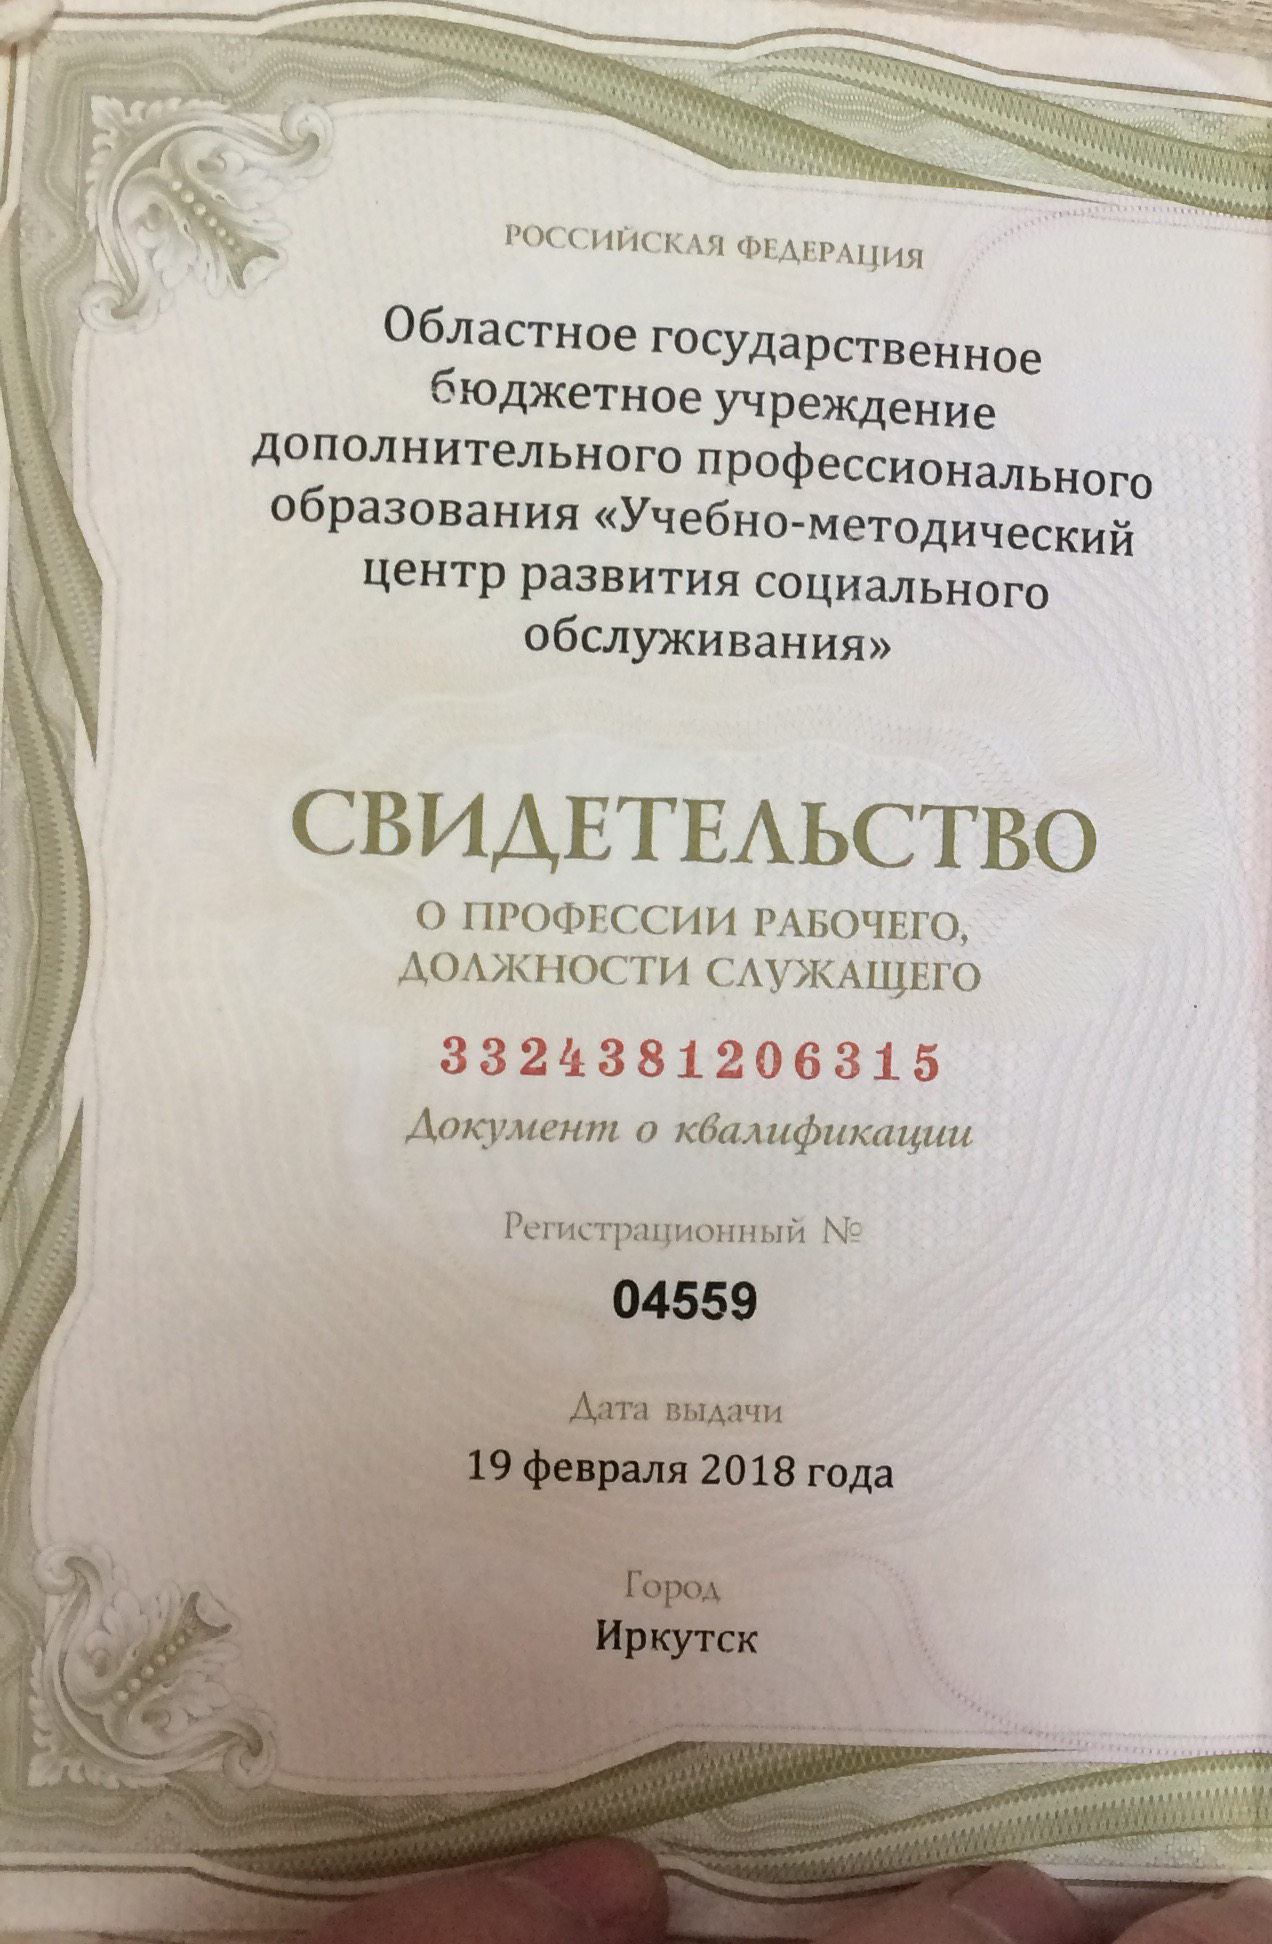 РОССИЙСКАЯ ФЕДЕРАЦИЯ
Областное государственное
бюджетное учреждение
дополнительного профессионального
образования «Учебно-методический
центр развития социального
обслуживания»
СВИДЕТЕЛЬСТВО
О ПРОФЕССИИ РАБОЧЕГО,
ДОЛЖНОСТИ СЛУЖАЩЕГО
3324381206315
Документ о квалификации
Регистрационный №
04559
Дата выдачи
19 февраля 2018 года
Город
Иркутск